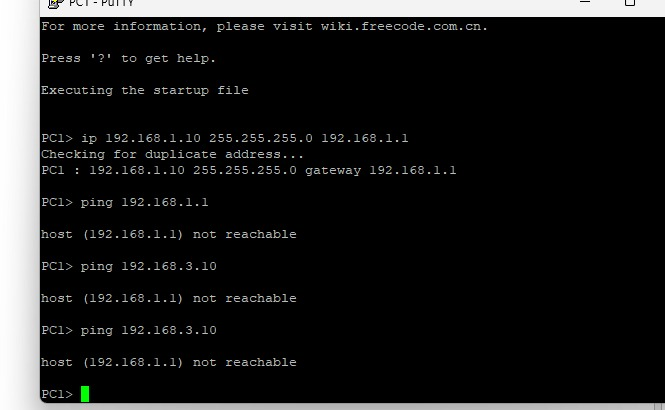 PC1 - PuTTY
For more information, please visit wiki.freecode.com.cn.
Press '?' to get help.
Executing the startup file
PC1> ip 192.168.1.10 255.255.255.0 192.168.1.1
Checking for duplicate address...
PC1 : 192.168.1.10 255.255.255.0 gateway 192.168.1.1
PC1> ping 192.168.1.1
host (192.168.1.1) not reachable
PC1> ping 192.168.3.10
host (192.168.1.1) not reachable
PC1> ping 192.168.3.10
host (192.168.1.1) not reachable
PC1>